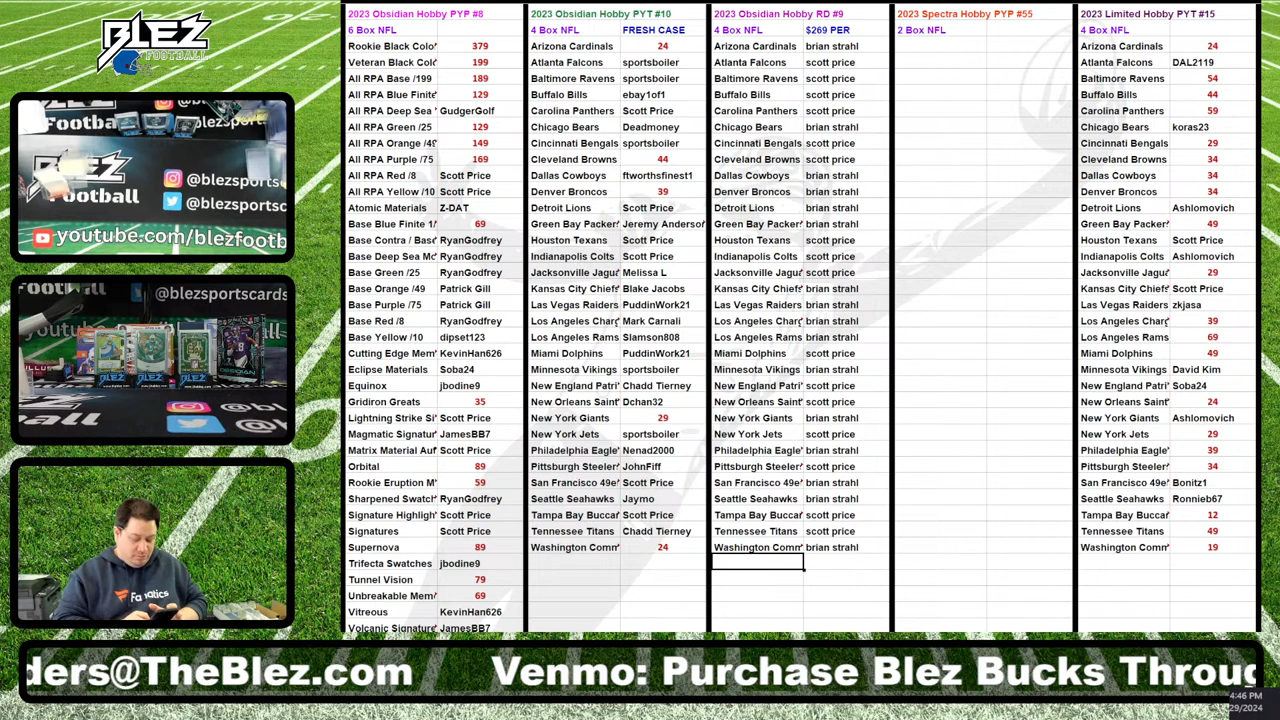 BLEZ
FOOTBALL
Football
@blezsports
@blezsportsc
ootball
youtube.com/blezfootb
@blezsportscards
2023 Obsidian Hobby PYP #8
6 Box NFL
Rookie Black Colo 379
Veteran Black Col 199
All RPA Base /199 189
All RPA Blue Finite 129
All RPA Deep Sea GudgerGolf
All RPA Green /25 129
All RPA Orange /49 149
All RPA Purple /75 169
All RPA Red /8 Scott Price
All RPA Yellow /10 Scott Price
Atomic Materials Z-DAT
Base Blue Finite 1/ 69
Base Contra / Base RyanGodfrey
Base Deep Sea Mo RyanGodfrey
Base Green /25 RyanGodfrey
Base Orange /49 Patrick Gill
Base Purple /75 Patrick Gill
Base Red /8 RyanGodfrey
Base Yellow /10 dipset123
Cutting Edge Mem KevinHan626
Eclipse Materials Soba24
Equinox jbodine9
Gridiron Greats 35
Lightning Strike Si Scott Price
Magmatic Signatur JamesBB7
Matrix Material Aut Scott Price
Orbital 89
Rookie Eruption M 59
Sharpened Swatch RyanGodfrey
Signature Highligh Scott Price
Signatures Scott Price
Supernova 89
Trifecta Swatches jbodine9
Tunnel Vision 79
Unbreakable Mem 69
Vitreous KevinHan626
Volcanic Signature JamesBB7
2023 Obsidian Hobby PYT #10
4 Box NFL FRESH CASE
Arizona Cardinals 24
Atlanta Falcons sportsboiler
Baltimore Ravens sportsboiler
Buffalo Bills ebay1of1
Carolina Panthers Scott Price
Chicago Bears Deadmoney
Cincinnati Bengals sportsboiler
Cleveland Browns 44
Dallas Cowboys ftworthsfinest1
Denver Broncos 39
Detroit Lions Scott Price
Green Bay Packer Jeremy Anderson
Houston Texans Scott Price
Indianapolis Colts Scott Price
Jacksonville Jagua Melissa L
Kansas City Chiefs Blake Jacobs
Las Vegas Raiders PuddinWork21
Los Angeles Charg Mark Carnali
Los Angeles Rams Slamson808
Miami Dolphins PuddinWork21
Minnesota Vikings sportsboiler
New England Patri Chadd Tierney
New Orleans Saint Dchan32
New York Giants 29
New York Jets sportsboiler
Philadelphia Eagle Nenad2000
Pittsburgh Steeler JohnFiff
San Francisco 49e Scott Price
Seattle Seahawks Jaymo
Tampa Bay Buccar Scott Price
Tennessee Titans Chadd Tierney
Washington Comm 24
2023 Obsidian Hobby RD #9
4 Box NFL $269 PER
Arizona Cardinals brian strahl
Atlanta Falcons scott price
Baltimore Ravens scott price
Buffalo Bills scott price
Carolina Panthers scott price
Chicago Bears brian strahl
Cincinnati Bengals scott price
Cleveland Browns scott price
Dallas Cowboys brian strahl
Denver Broncos brian strahl
Detroit Lions brian strahl
Green Bay Packer brian strahl
Houston Texans scott price
Indianapolis Colts brian strahl
Jacksonville Jagua scott price
Kansas City Chiefs brian strahl
Las Vegas Raiders brian strahl
Los Angeles Charg brian strahl
Los Angeles Rams brian strahl
Miami Dolphins scott price
Minnesota Vikings brian strahl
New England Patri scott price
New Orleans Saint scott price
New York Giants brian strahl
New York Jets scott price
Philadelphia Eagle brian strahl
Pittsburgh Steeler scott price
San Francisco 49e brian strahl
Seattle Seahawks brian strahl
Tampa Bay Buccar scott price
Tennessee Titans scott price
Washington Comm brian strahl
2023 Spectra Hobby PYP #55
2 Box NFL
2023 Limited Hobby PYT #15
4 Box NFL
Arizona Cardinals 24
Atlanta Falcons DAL2119
Baltimore Ravens 54
Buffalo Bills 44
Carolina Panthers 59
Chicago Bears koras23
Cincinnati Bengals 29
Cleveland Browns 34
Dallas Cowboys 34
Denver Broncos 34
Detroit Lions Ashlomovich
Green Bay Packer 49
Houston Texans Scott Price
Indianapolis Colts Ashlomovich
Jacksonville Jagua 29
Kansas City Chiefs Scott Price
Las Vegas Raiders zkjasa
Los Angeles Charg 39
Los Angeles Rams 69
Miami Dolphins 49
Minnesota Vikings David Kim
New England Patri Soba24
New Orleans Saint 24
New York Giants Ashlomovich
New York Jets 29
Philadelphia Eagle 39
Pittsburgh Steeler 34
San Francisco 49e Bonitz1
Seattle Seahawks Ronnieb67
Tampa Bay Buccar 12
Tennessee Titans 49
Washington Comm 19
ders@TheBlez.com Venmo: Purchase Blez Bucks Throug
4:46 PM
29/2024